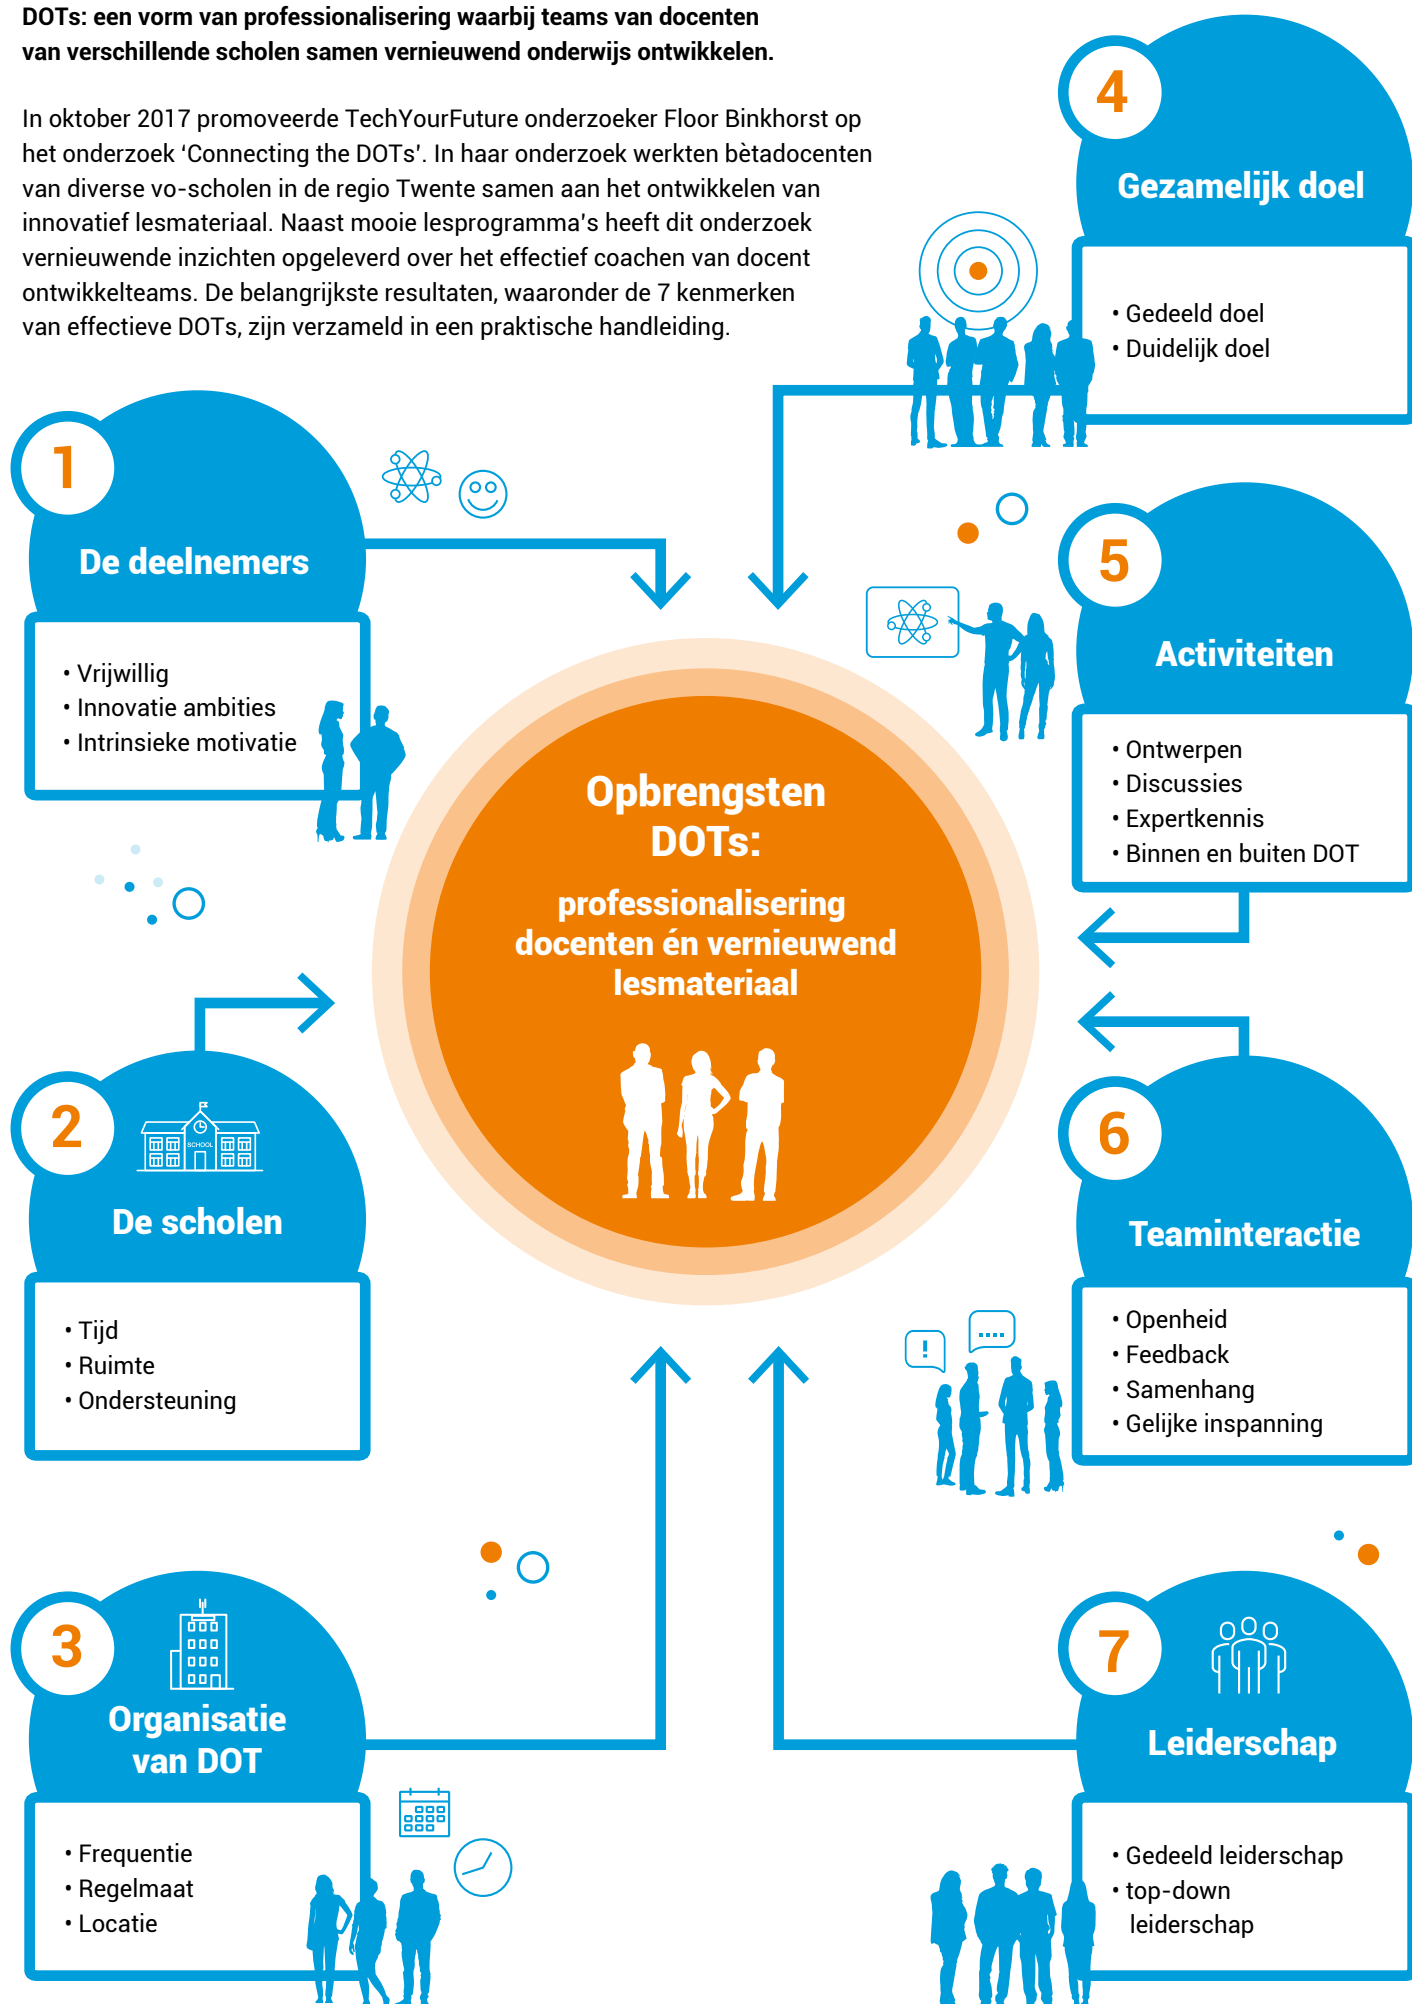 DOTs: een vorm van professionalisering waarbij teams van docenten
van verschillende scholen samen vernieuwend onderwijs ontwikkelen.
In oktober 2017 promoveerde TechYourFuture onderzoeker Floor Binkhorst op
het onderzoek ‘Connecting the DOTs’. In haar onderzoek werkten bètadocenten
van diverse vo-scholen in de regio Twente samen aan het ontwikkelen van
innovatief lesmateriaal. Naast mooie lesprogramma’s heeft dit onderzoek
vernieuwende inzichten opgeleverd over het effectief coachen van docent
ontwikkelteams. De belangrijkste resultaten, waaronder de 7 kenmerken
van effectieve DOTs, zijn verzameld in een praktische handleiding.
1
De deelnemers
• Vrijwillig
• Innovatie ambities
• Intrinsieke motivatie
2
SCHOOL
De scholen
• Tijd
• Ruimte
• Ondersteuning
3
Organisatie
van DOT
• Frequentie
• Regelmaat
• Locatie
Opbrengsten
DOTs:
professionalisering
docenten én vernieuwend
lesmateriaal
4
Gezamelijk doel
• Gedeeld doel
• Duidelijk doel
5
Activiteiten
• Ontwerpen
• Discussies
• Expertkennis
• Binnen en buiten DOT
6
Teaminteractie
!
....
• Openheid
• Feedback
• Samenhang
• Gelijke inspanning
7
Leiderschap
• Gedeeld leiderschap
• top-down
leiderschap